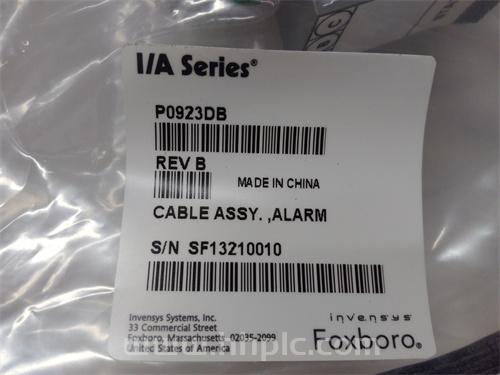 I/A Series®
P0923DB
REV B
MADE IN CHINA
CABLE ASSY. ,ALARM
S/N SF13210010
Invensys Systems, Inc.
33 Commercial Street
Foxboro, Massachusetts 02035-2099
United States of America
invensys
Foxboro®